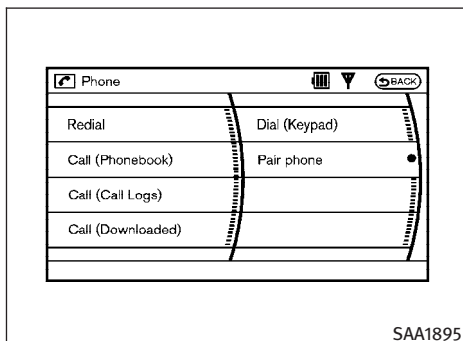 Phone
BACK
Redial
Dial (Keypad)
Call (Phonebook)
Pair phone
Call (Call Logs)
Call (Downloaded)
SAA1895